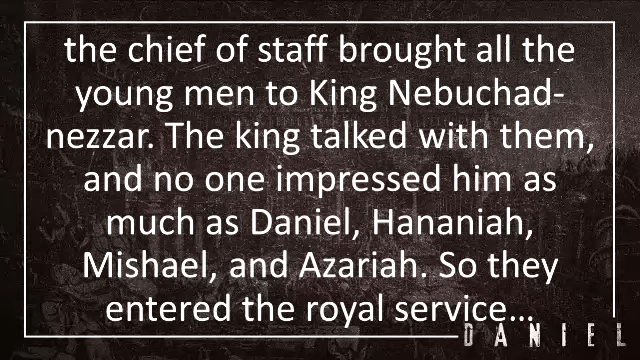 the chief of staff brought all the
young men to King Nebuchad-
nezzar. The king talked with them,
and no one impressed him as
much as Daniel, Hananiah,
Mishael, and Azariah. So they
entered the royal service...
DANIEL